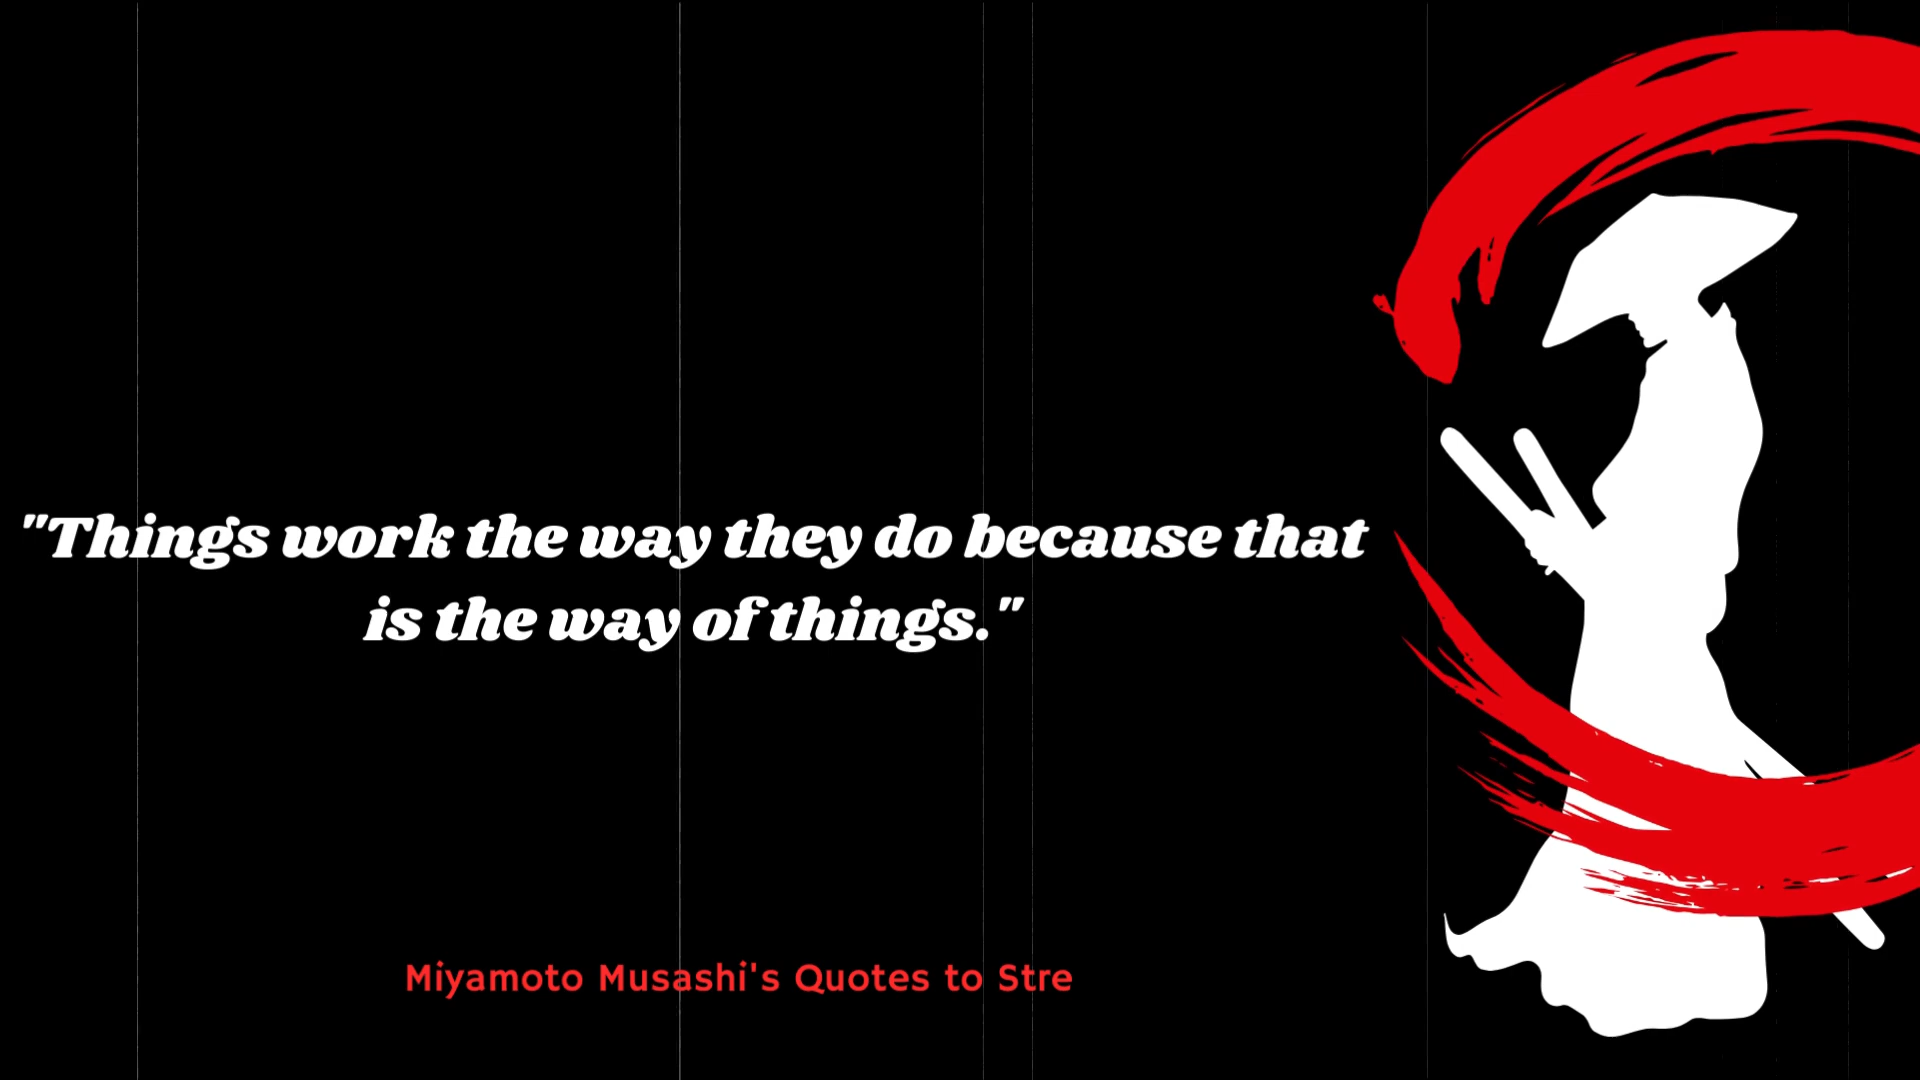 "Things work the way they do because that
is the way of things."
Miyamoto Musashi's Quotes to Stre